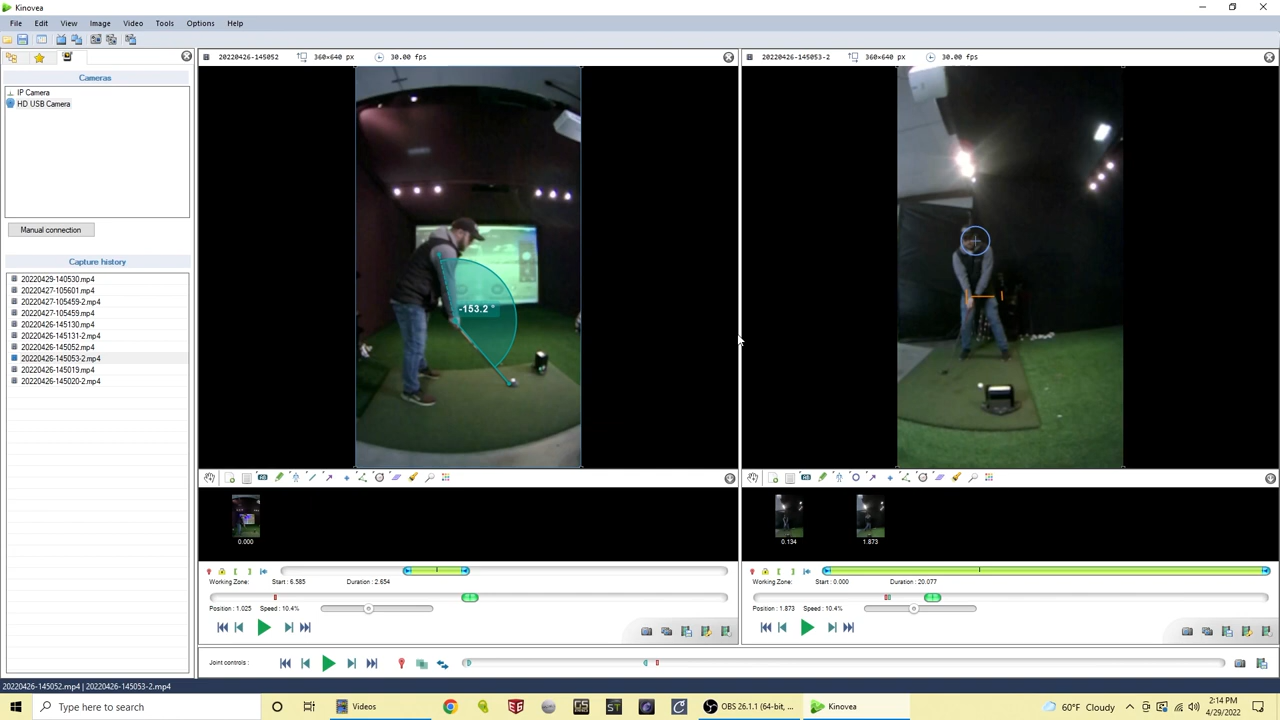 Kinovea
File Edit View Image Video Tools Options Help
20220426-145052 360×640 px 30.00 fps
20220426-145053-2 360×640 px 30.00 fps
Cameras
IP Camera
HD USB Camera
Manual connection
Capture history
20220429-140530.mp4
20220427-105601.mp4
20220427-105459-2.mp4
20220427-105459.mp4
20220426-145130.mp4
20220426-145131-2.mp4
20220426-145052.mp4
20220426-145053-2.mp4
20220426-145019.mp4
20220426-145020-2.mp4
-153.2 °
0.000
0.134 1.873
Working Zone: Start : 6.585 Duration : 2.654
Position : 1.025 Speed : 10.4%
Working Zone: Start : 0.000 Duration : 20.077
Position : 1.873 Speed : 10.4%
Joint controls :
20220426-145052.mp4 | 20220426-145053-2.mp4
Type here to search
Videos
OBS 26.1.1 (64-bit, ...
Kinovea
60°F Cloudy
2:14 PM
4/29/2022